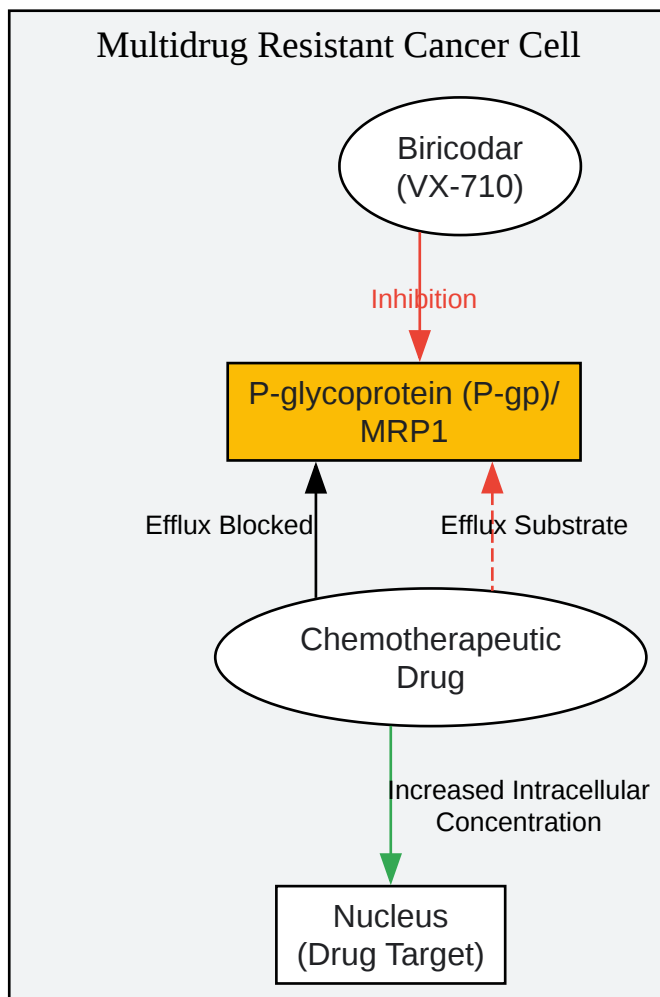 Multidrug Resistant Cancer Cell
Biricodar
(VX-710)
Inhibition
P-glycoprotein (P-gp)/
MRP1
Efflux Blocked
Efflux Substrate
Chemotherapeutic
Drug
Increased Intracellular
Concentration
Nucleus
(Drug Target)